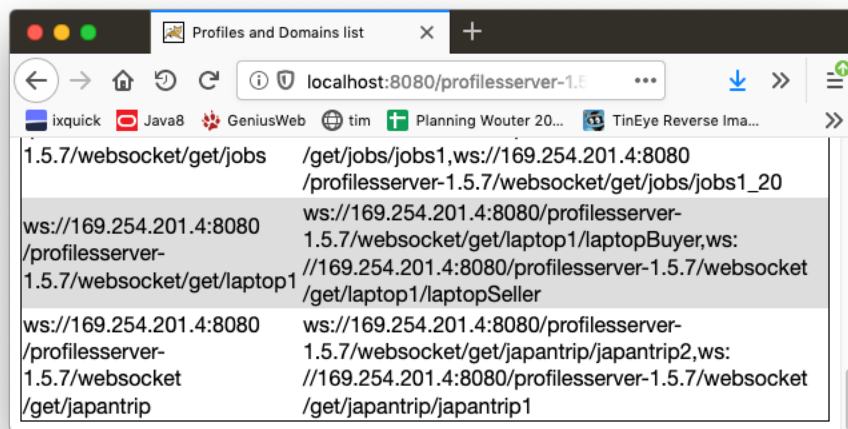 Profiles and Domains list
localhost:8080/profilesserver-1.5
ixquick Java8 GeniusWeb tim Planning Wouter 20... TinEye Reverse Ima...
1.5.7/websocket/get/jobs
/get/jobs/jobs1,ws://169.254.201.4:8080
/profilesserver-1.5.7/websocket/get/jobs/jobs1_20
ws://169.254.201.4:8080
/profilesserver-
1.5.7/websocket/get/laptop1
ws://169.254.201.4:8080/profilesserver-
1.5.7/websocket/get/laptop1/laptopBuyer,ws:
//169.254.201.4:8080/profilesserver-1.5.7/websocket
/get/laptop1/laptopSeller
ws://169.254.201.4:8080
/profilesserver-
1.5.7/websocket
/get/japantrip
ws://169.254.201.4:8080/profilesserver-
1.5.7/websocket/get/japantrip/japantrip2,ws:
//169.254.201.4:8080/profilesserver-1.5.7/websocket
/get/japantrip/japantrip1